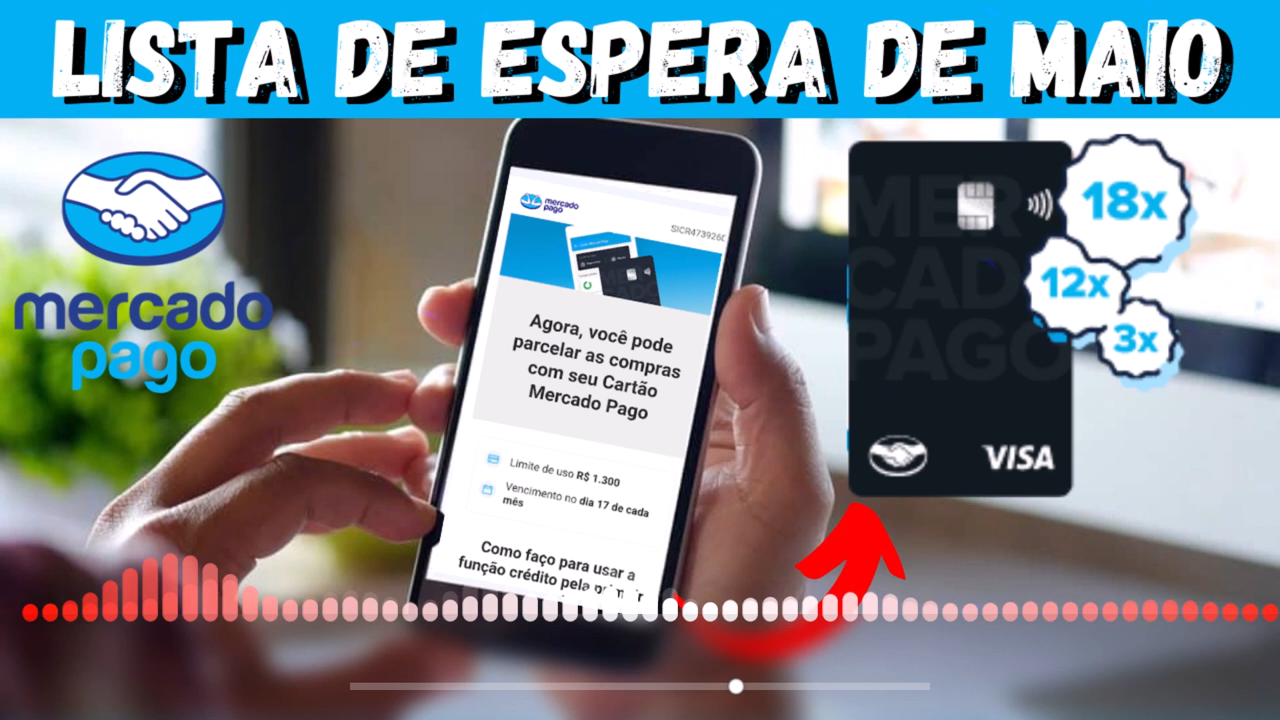 LISTA DE ESPERA DE MAIO
mercado
pago
mercado
pago
SICR473926
Agora, você pode
parcelar as compras
com seu Cartão
Mercado Pago
Limite de uso R$ 1.300
Vencimento no dia 17 de cada
mês
Como faço para usar a
função crédito pela
MER
CADO
PAGO
18x
12x
3x
VISA